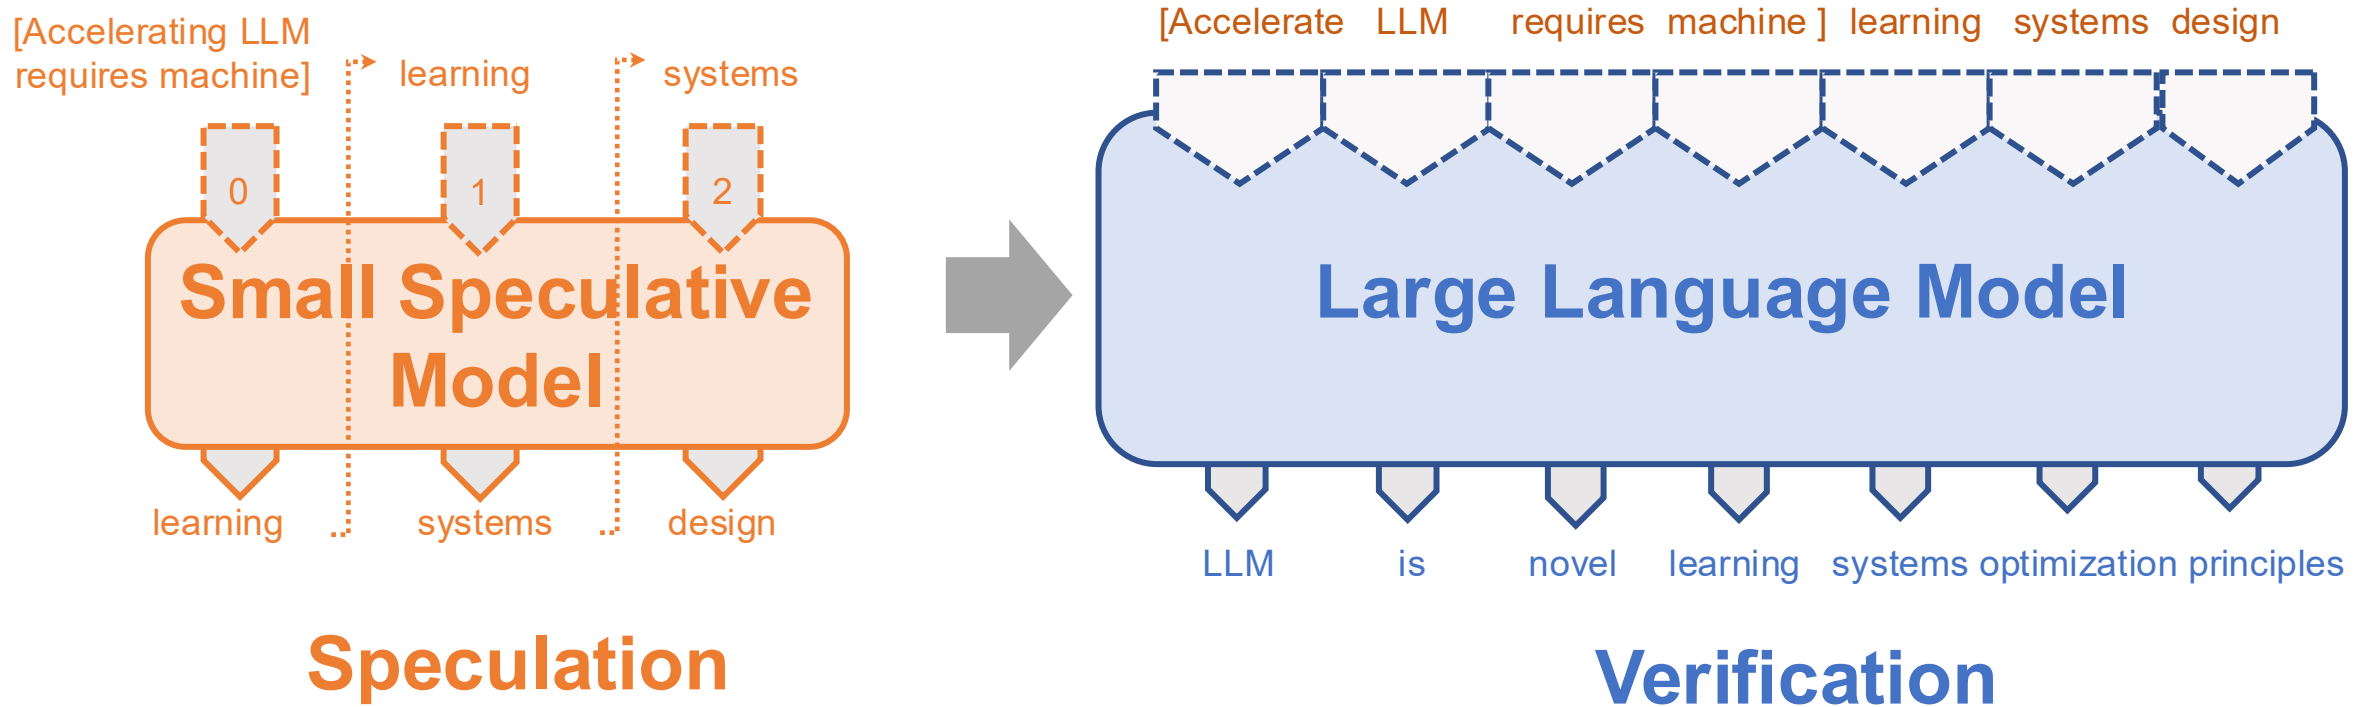 [Accelerating LLM
requires machine]
learning
systems
0
1
2
Small Speculative
Model
learning
systems
design
Speculation
[Accelerate LLM requires machine ] learning systems design
Large Language Model
LLM is novel learning systems optimization principles
Verification